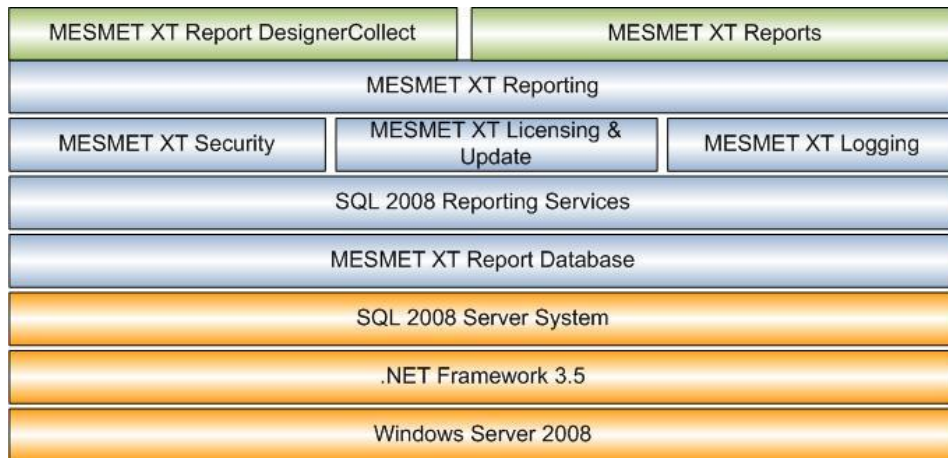 MESMET XT Report DesignerCollect
MESMET XT Reports
MESMET XT Reporting
MESMET XT Security
MESMET XT Licensing &
Update
MESMET XT Logging
SQL 2008 Reporting Services
MESMET XT Report Database
SQL 2008 Server System
.NET Framework 3.5
Windows Server 2008